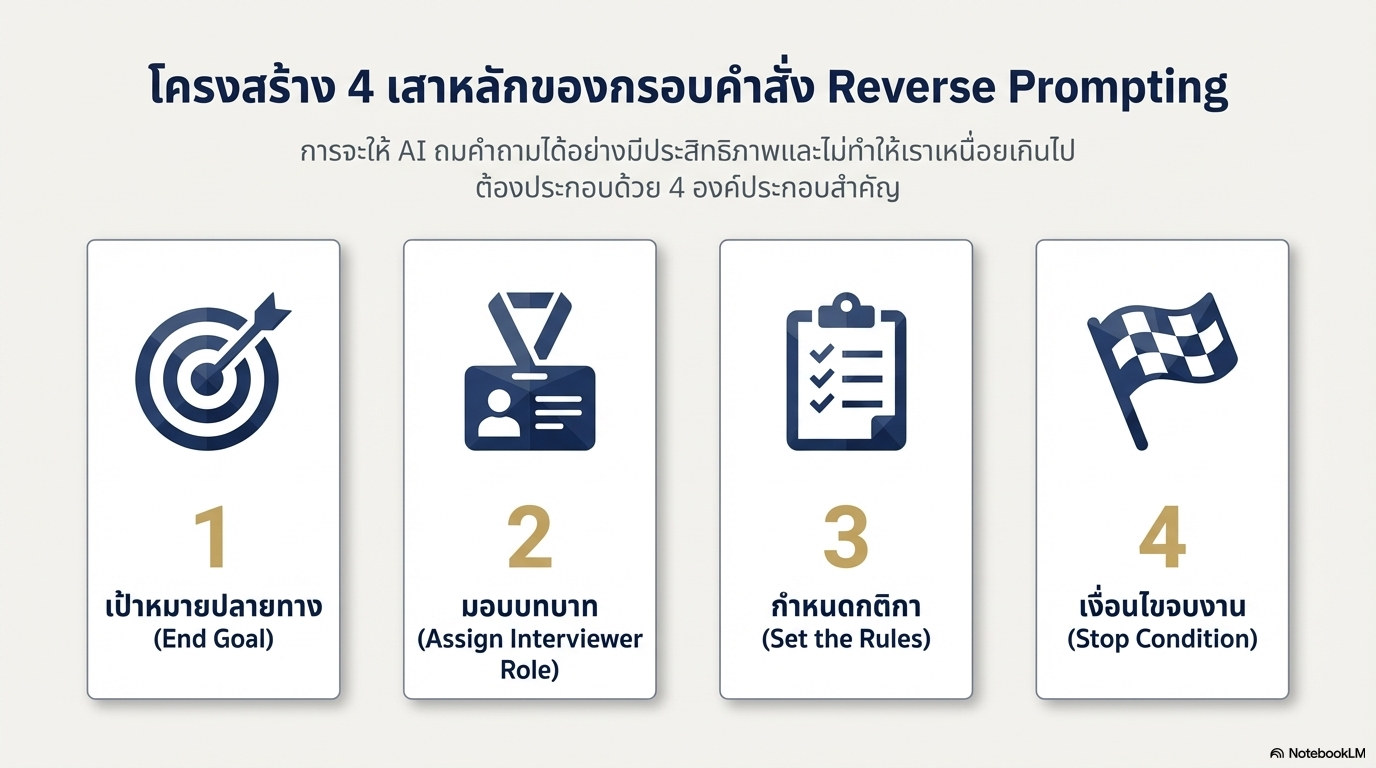 โครงสร้าง 4 เสาหลักของกรอบคำสั่ง Reverse Prompting
การจะให้ AI ถมคำถามได้อย่างมีประสิทธิภาพและไม่ทำให้เราเหนื่อยเกินไป
ต้องประกอบด้วย 4 องค์ประกอบสำคัญ
1
เป้าหมายปลายทาง
(End Goal)
2
มอบบทบาท
(Assign Interviewer
Role)
3
กำหนดกติกา
(Set the Rules)
4
เงื่อนไขจบงาน
(Stop Condition)
NotebookLM